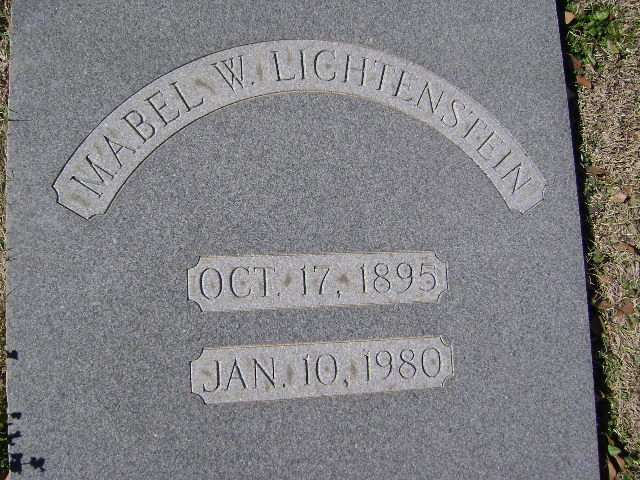 MABEL W. LICHTENSTEIN
OCT. 17, 1895
JAN. 10, 1980